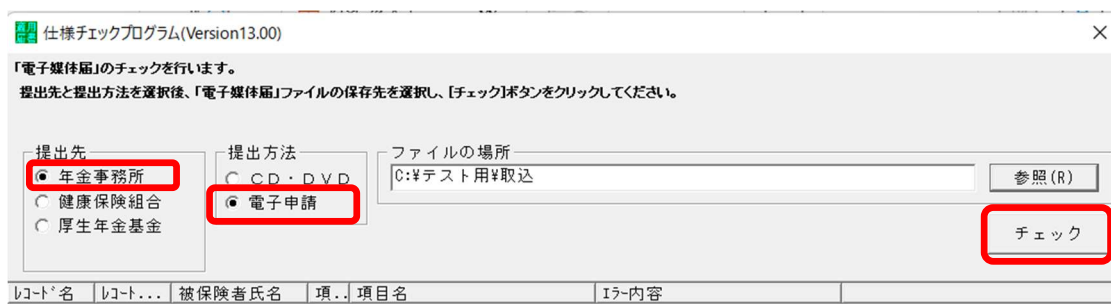 仕様チェックプログラム(Version13.00)
「電子媒体届」のチェックを行います。
提出先と提出方法を選択後、「電子媒体届」ファイルの保存先を選択し、[チェック]ボタンをクリックしてください。
提出先 提出方法 ファイルの場所
年金事務所 CD・DVD C:¥テスト用¥取込 参照(R)
健康保険組合 電子申請
厚生年金基金 チェック
ﾚｺｰﾄﾞ名 ﾚｺｰﾄ... 被保険者氏名 項.. 項目名 ｴﾗｰ内容